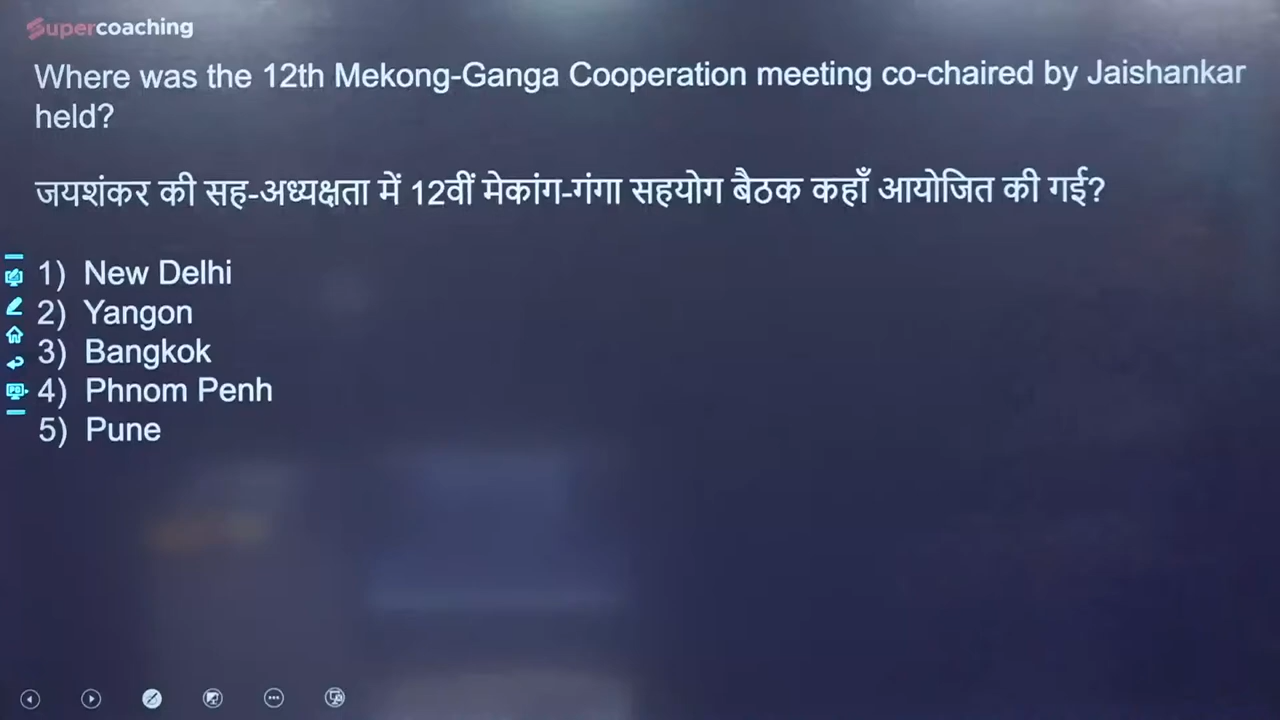 Supercoaching
Where was the 12th Mekong-Ganga Cooperation meeting co-chaired by Jaishankar
held?
जयशंकर की सह-अध्यक्षता में 12वीं मेकांग-गंगा सहयोग बैठक कहाँ आयोजित की गई?
1) New Delhi
2) Yangon
3) Bangkok
4) Phnom Penh
5) Pune